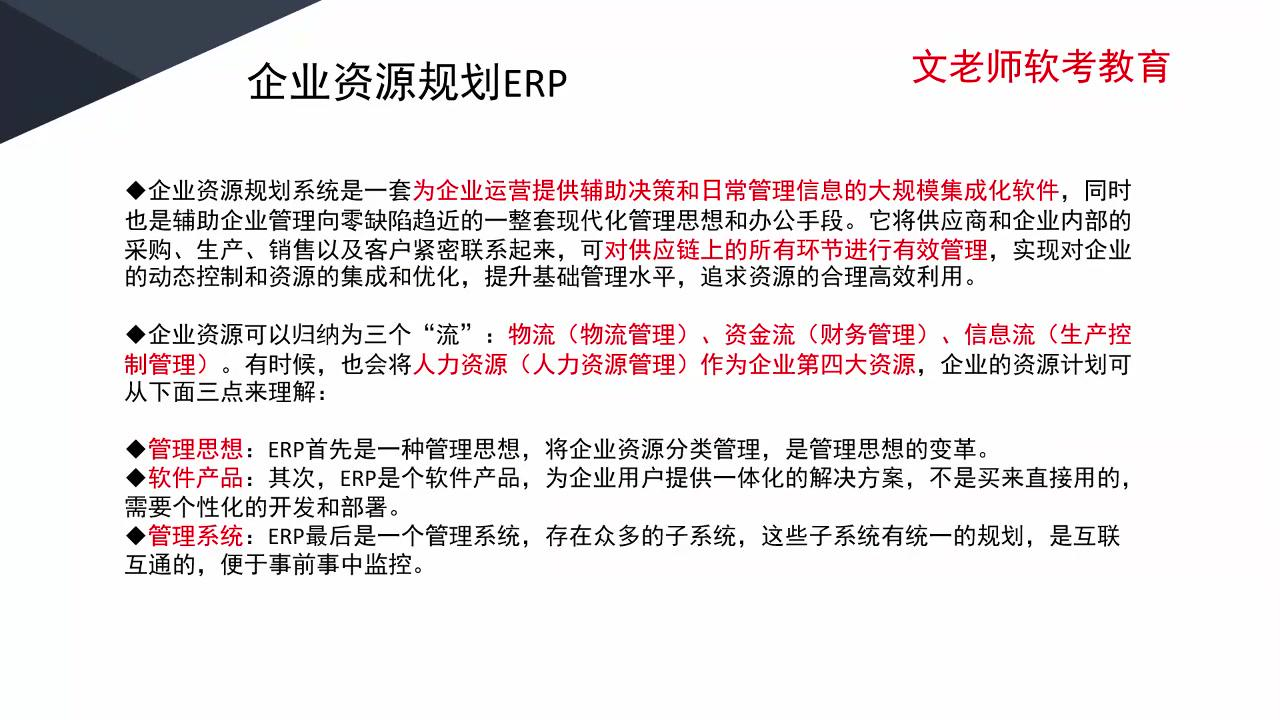 企业资源规划ERP
文老师软考教育
◆企业资源规划系统是一套为企业运营提供辅助决策和日常管理信息的大规模集成化软件，同时
也是辅助企业管理向零缺陷趋近的一整套现代化管理思想和办公手段。它将供应商和企业内部的
采购、生产、销售以及客户紧密联系起来，可对供应链上的所有环节进行有效管理，实现对企业
的动态控制和资源的集成和优化，提升基础管理水平，追求资源的合理高效利用。
◆企业资源可以归纳为三个“流”：物流（物流管理）、资金流（财务管理）、信息流（生产控
制管理）。有时候，也会将人力资源（人力资源管理）作为企业第四大资源，企业的资源计划可
从下面三点来理解：
◆管理思想：ERP首先是一种管理思想，将企业资源分类管理，是管理思想的变革。
◆软件产品：其次，ERP是个软件产品，为企业用户提供一体化的解决方案，不是买来直接用的，
需要个性化的开发和部署。
◆管理系统：ERP最后是一个管理系统，存在众多的子系统，这些子系统有统一的规划，是互联
互通的，便于事前事中监控。